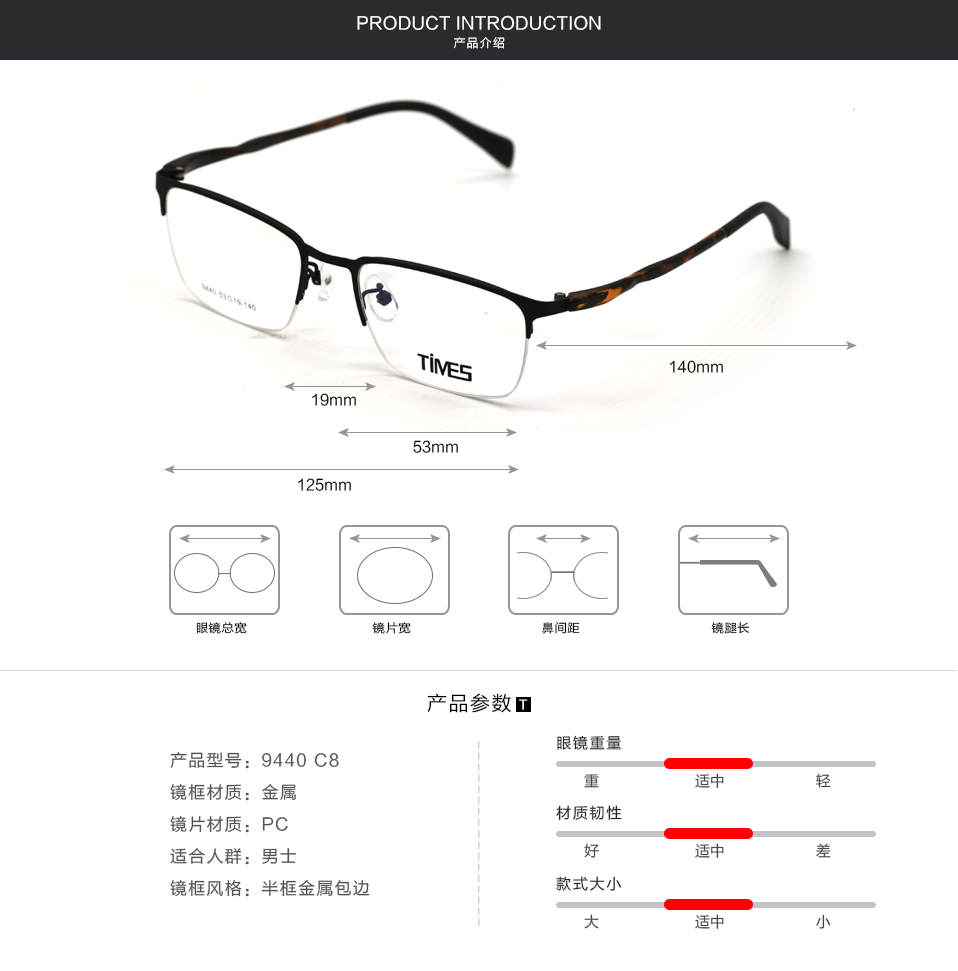 PRODUCT INTRODUCTION
产品介绍
9440 53□19-140
TIMES
140mm
19mm
53mm
125mm
眼镜总宽
镜片宽
鼻间距
镜腿长
产品参数 T
产品型号：9440 C8
镜框材质：金属
镜片材质：PC
适合人群：男士
镜框风格：半框金属包边
眼镜重量
重 适中 轻
材质韧性
好 适中 差
款式大小
大 适中 小